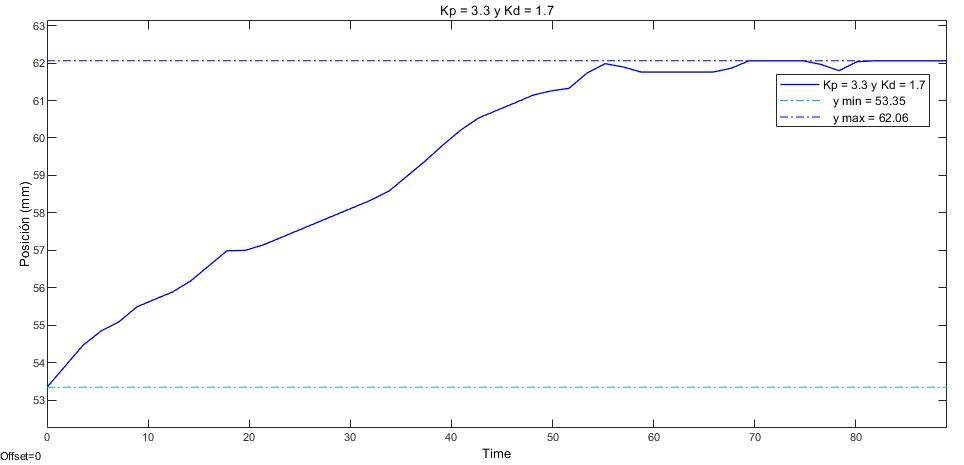 Kp = 3.3 y Kd = 1.7
63
62
61
60
59
58
57
56
55
54
53
Posición (mm)
Kp = 3.3 y Kd = 1.7
y min = 53.35
y max = 62.06
0 10 20 30 40 50 60 70 80
Time
Offset=0